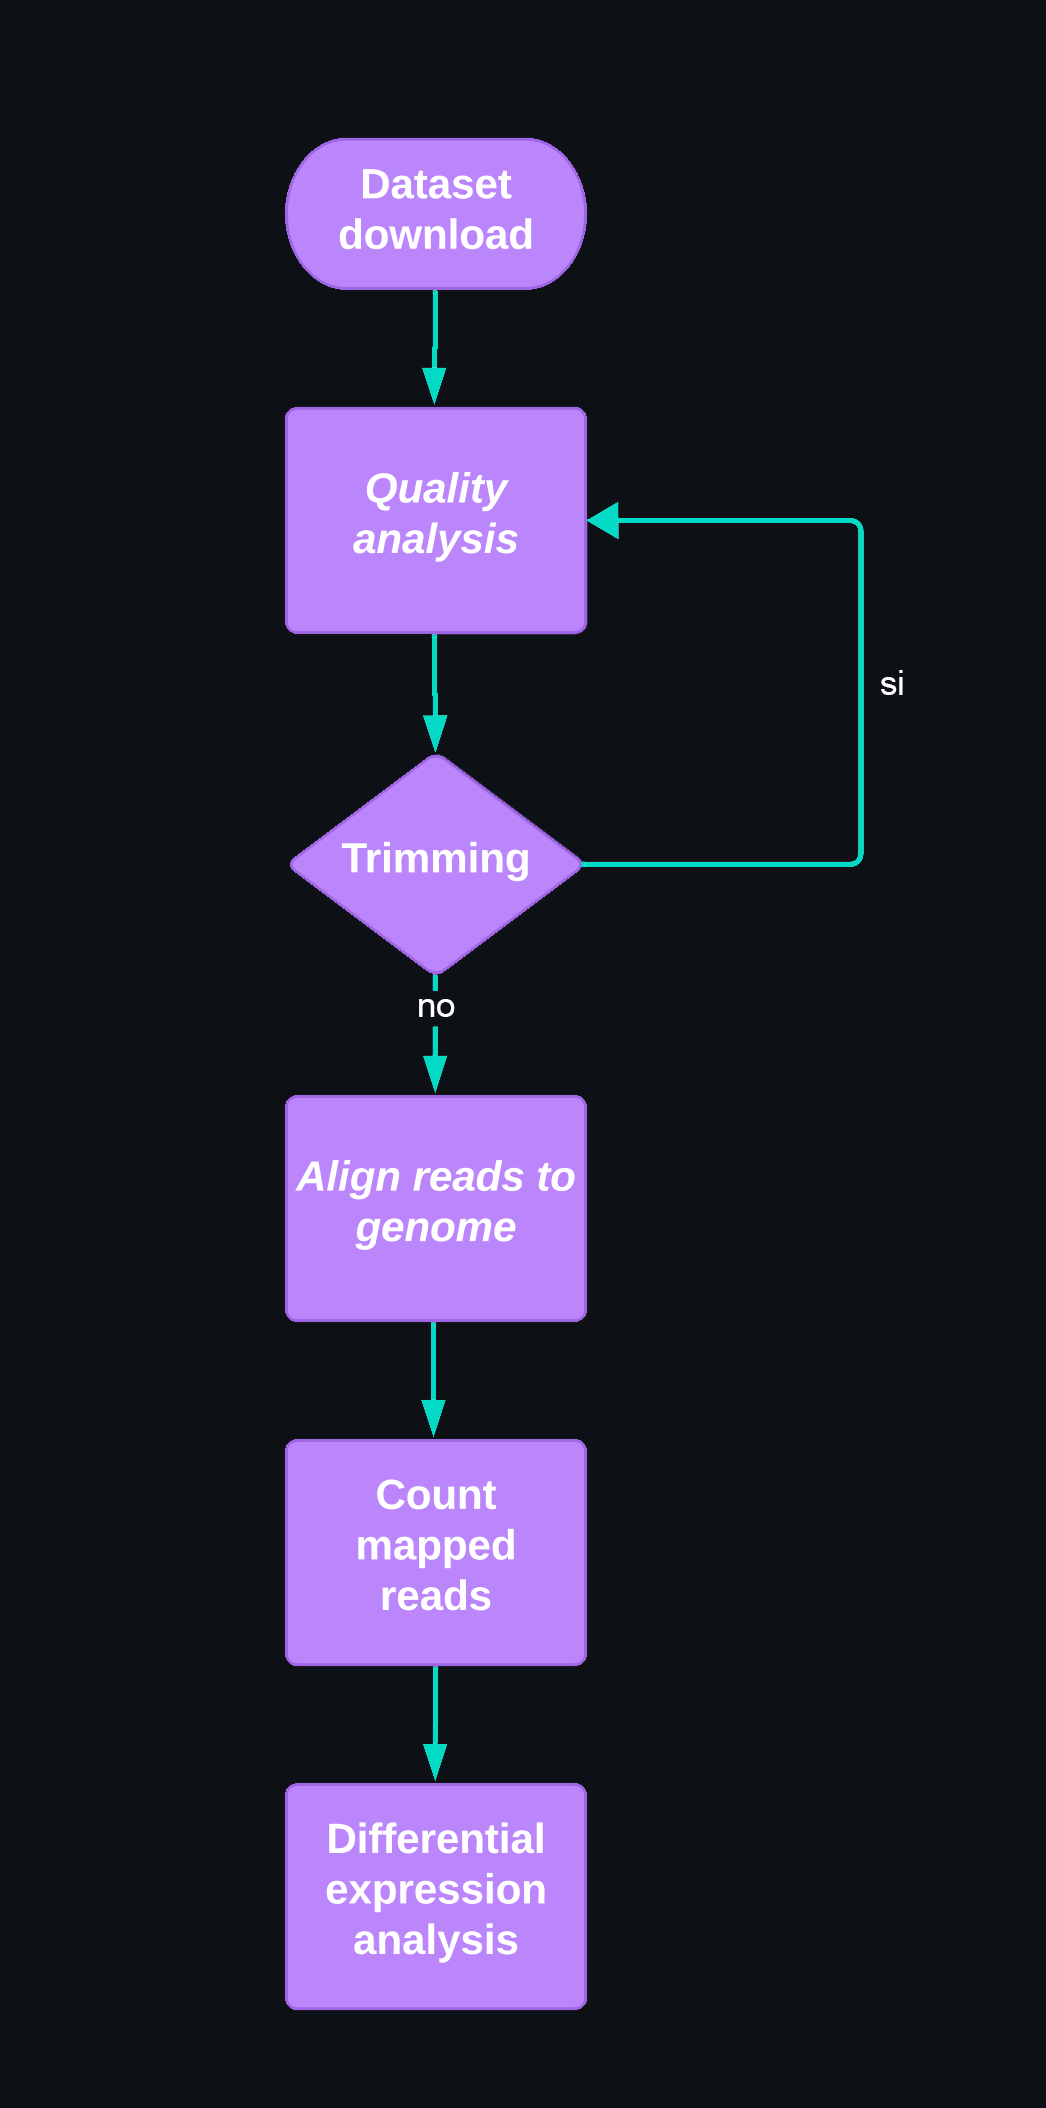 Dataset
download
Quality
analysis
si
Trimming
no
Align reads to
genome
Count
mapped
reads
Differential
expression
analysis